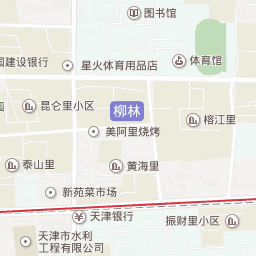 图书馆
国建设银行
星火体育用品店
体育馆
昆仑里小区
柳林
榕江里
美阿里烧烤
泰山里
黄海里
新苑菜市场
天津银行
振财里小区
天津市水利
工程有限公司